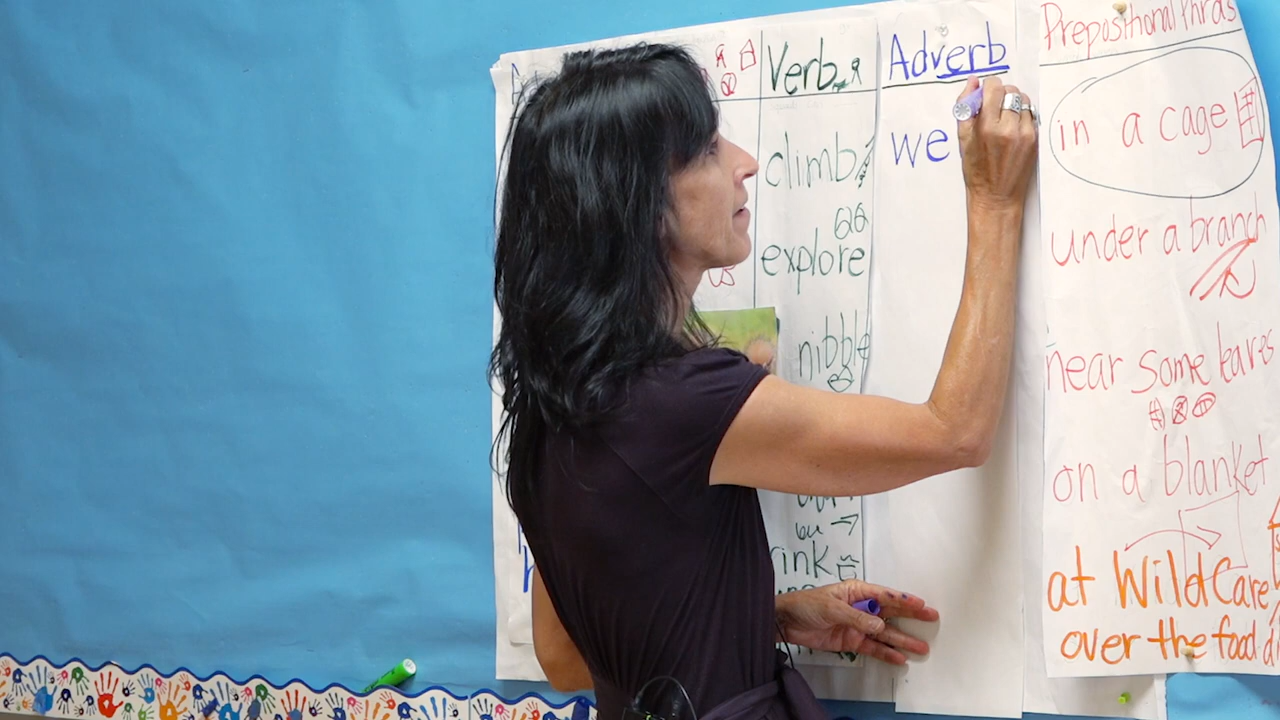 Verb
climb
explore
nibble
Adverb
we
Prepositional Phras
in a cage
under a branch
near some leaves
on a blanket
at WildCare
over the food di